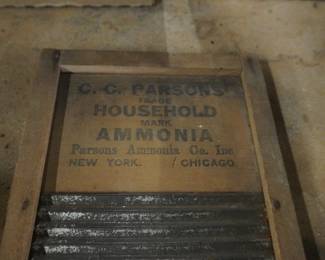 C. C. PARSONS'
TRADE
HOUSEHOLD
MARK
AMMONIA
Parsons Ammonia Co. Inc
NEW YORK. / CHICAGO